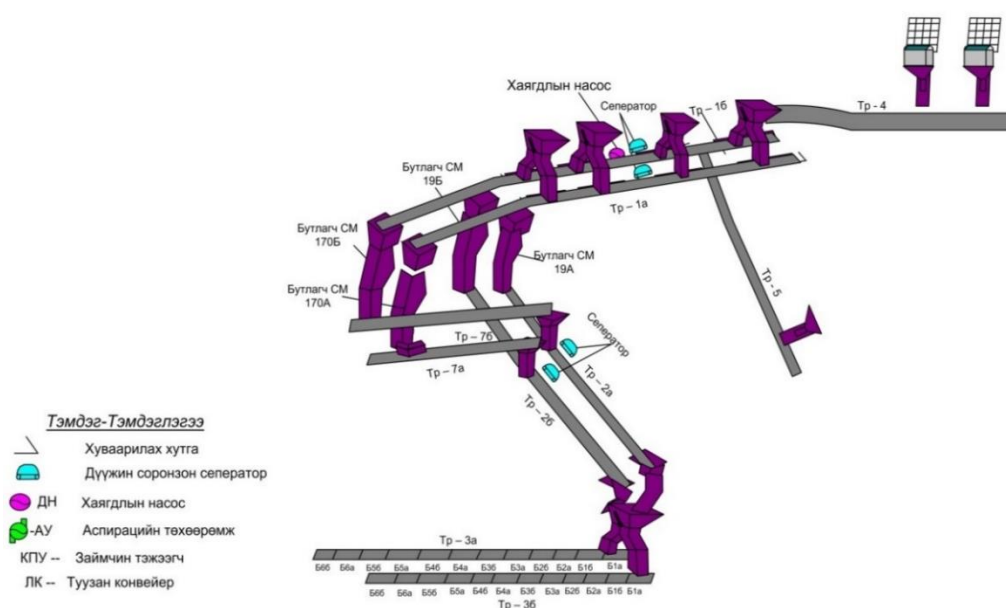 Хаягдлын насос
Сеператор
Тр – 1б
Тр - 4
Бутлагч СМ
19Б
Тр – 1а
Бутлагч СМ
170Б
Бутлагч СМ
19А
Бутлагч СМ
170А
Тр – 5
Тр – 7б
Сеператор
Тр – 7а
Тр – 2а
Тр – 2б
Тэмдэг-Тэмдэглэгээ
Хуваарилах хутга
Дүүжин соронзон сеператор
ДН Хаягдлын насос
-АУ Аспирацийн төхөөрөмж
КПУ -- Займчин тэжээгч
ЛК -- Туузан конвейер
Тр – 3а
Б6б Б6а Б5б Б5а Б4б Б4а Б3б Б3а Б2б Б2а Б1б Б1а
Б6б Б6а Б5б Б5а Б4б Б4а Б3б Б3а Б2б Б2а Б1б Б1а
Тр – 3б